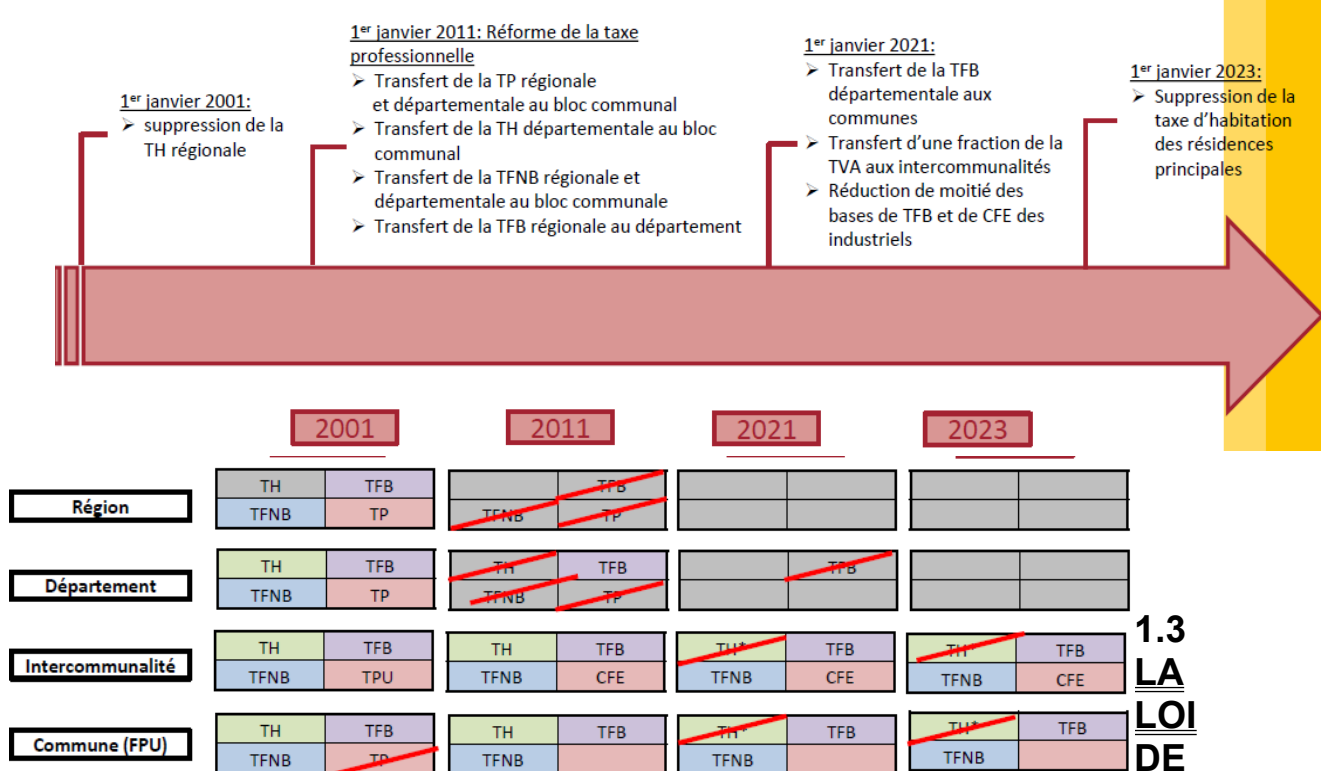 1er janvier 2001:
➢ suppression de la
TH régionale
1er janvier 2011: Réforme de la taxe
professionnelle
➢ Transfert de la TP régionale
et départementale au bloc communal
➢ Transfert de la TH départementale au bloc
communal
➢ Transfert de la TFNB régionale et
départementale au bloc communale
➢ Transfert de la TFB régionale au département
1er janvier 2021:
➢ Transfert de la TFB
départementale aux
communes
➢ Transfert d'une fraction de la
TVA aux intercommunalités
➢ Réduction de moitié des
bases de TFB et de CFE des
industriels
1er janvier 2023:
➢ Suppression de la
taxe d'habitation
des résidences
principales
2001 2011 2021 2023
Région
TH TFB TFB
TFNB TP TFNB TP
Département
TH TFB TH TFB TFB
TFNB TP TFNB TP
Intercommunalité
TH TFB TH TFB TH* TFB TH* TFB
TFNB TPU TFNB CFE TFNB CFE TFNB CFE
Commune (FPU)
TH TFB TH TFB TH* TFB TH* TFB
TFNB TP TFNB TFNB TFNB
1.3
LA
LOI
DE